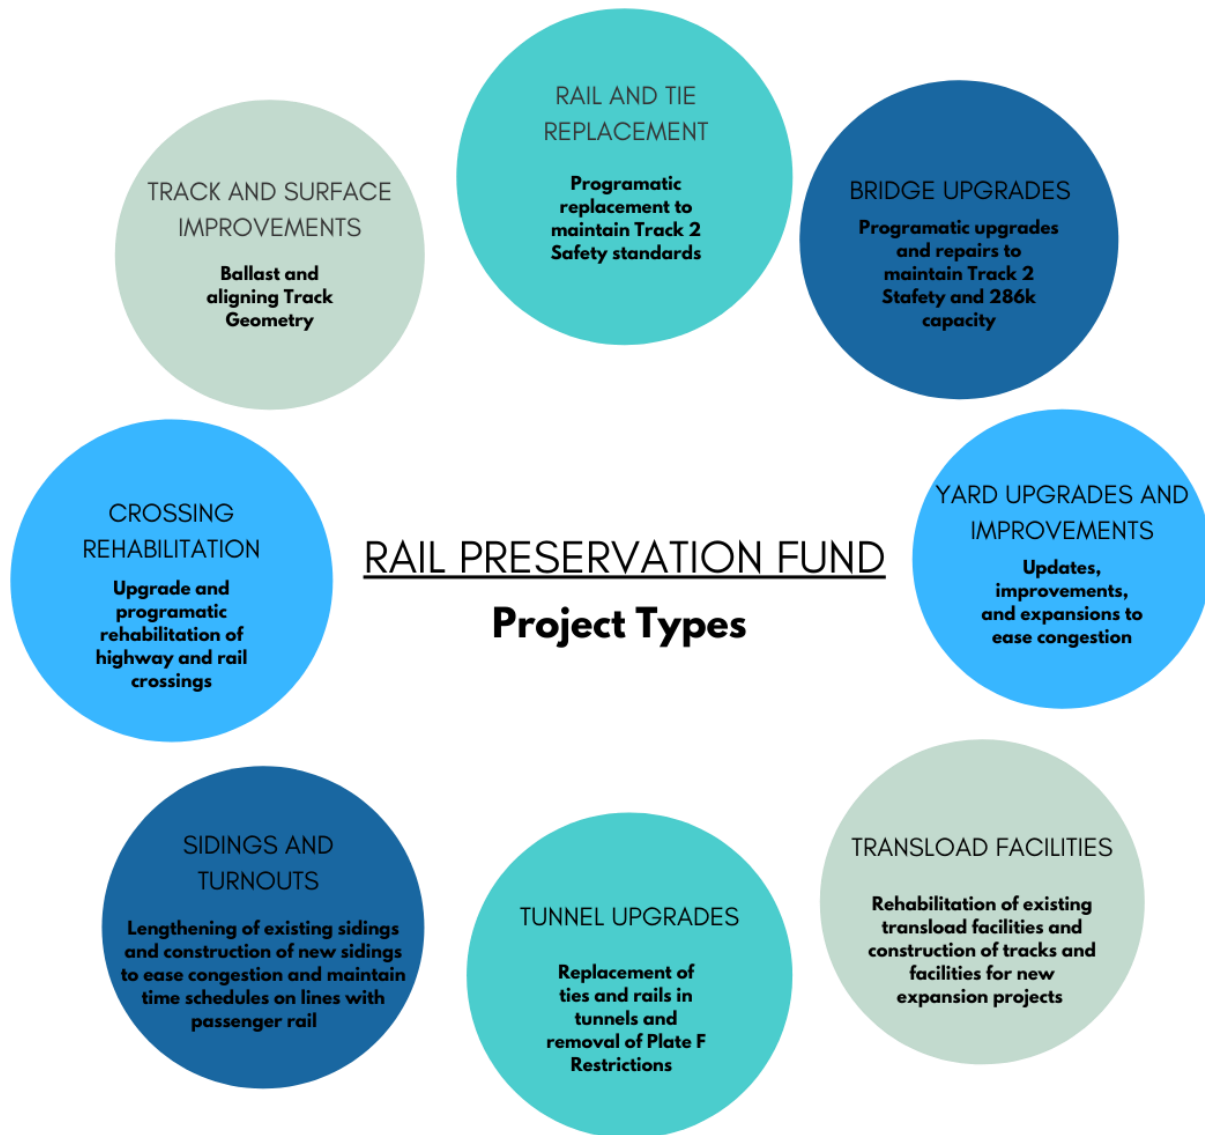 RAIL AND TIE
REPLACEMENT
Programatic
replacement to
maintain Track 2
Safety standards
TRACK AND SURFACE
IMPROVEMENTS
Ballast and
aligning Track
Geometry
BRIDGE UPGRADES
Programatic upgrades
and repairs to
maintain Track 2
Stafety and 286k
capacity
CROSSING
REHABILITATION
Upgrade and
programatic
rehabilitation of
highway and rail
crossings
RAIL PRESERVATION FUND
Project Types
YARD UPGRADES AND
IMPROVEMENTS
Updates,
improvements,
and expansions to
ease congestion
SIDINGS AND
TURNOUTS
Lengthening of existing sidings
and construction of new sidings
to ease congestion and maintain
time schedules on lines with
passenger rail
TUNNEL UPGRADES
Replacement of
ties and rails in
tunnels and
removal of Plate F
Restrictions
TRANSLOAD FACILITIES
Rehabilitation of existing
transload facilities and
construction of tracks and
facilities for new
expansion projects